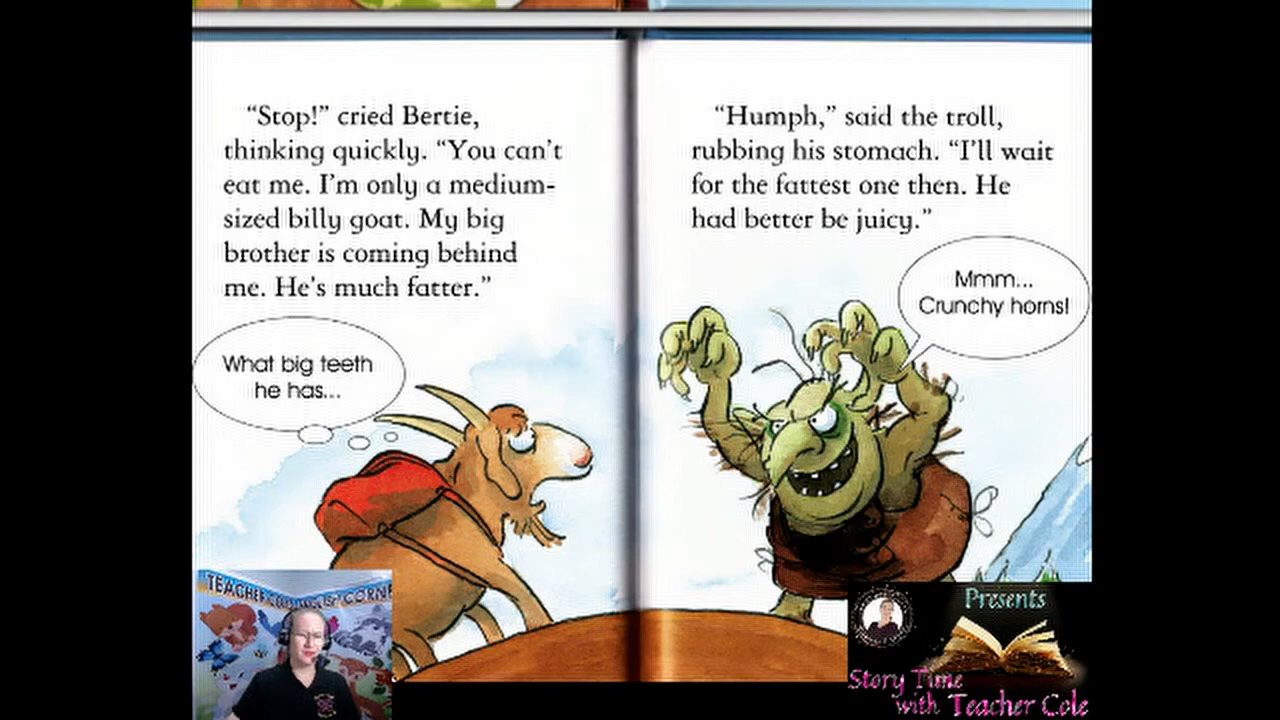 “Stop!” cried Bertie,
thinking quickly. “You can’t
eat me. I’m only a medium-
sized billy goat. My big
brother is coming behind
me. He’s much fatter.”
What big teeth
he has...
“Humph,” said the troll,
rubbing his stomach. “I’ll wait
for the fattest one then. He
had better be juicy.”
Mmm...
Crunchy horns!
TEACHER
Presents
Story Time
with Teacher Cole